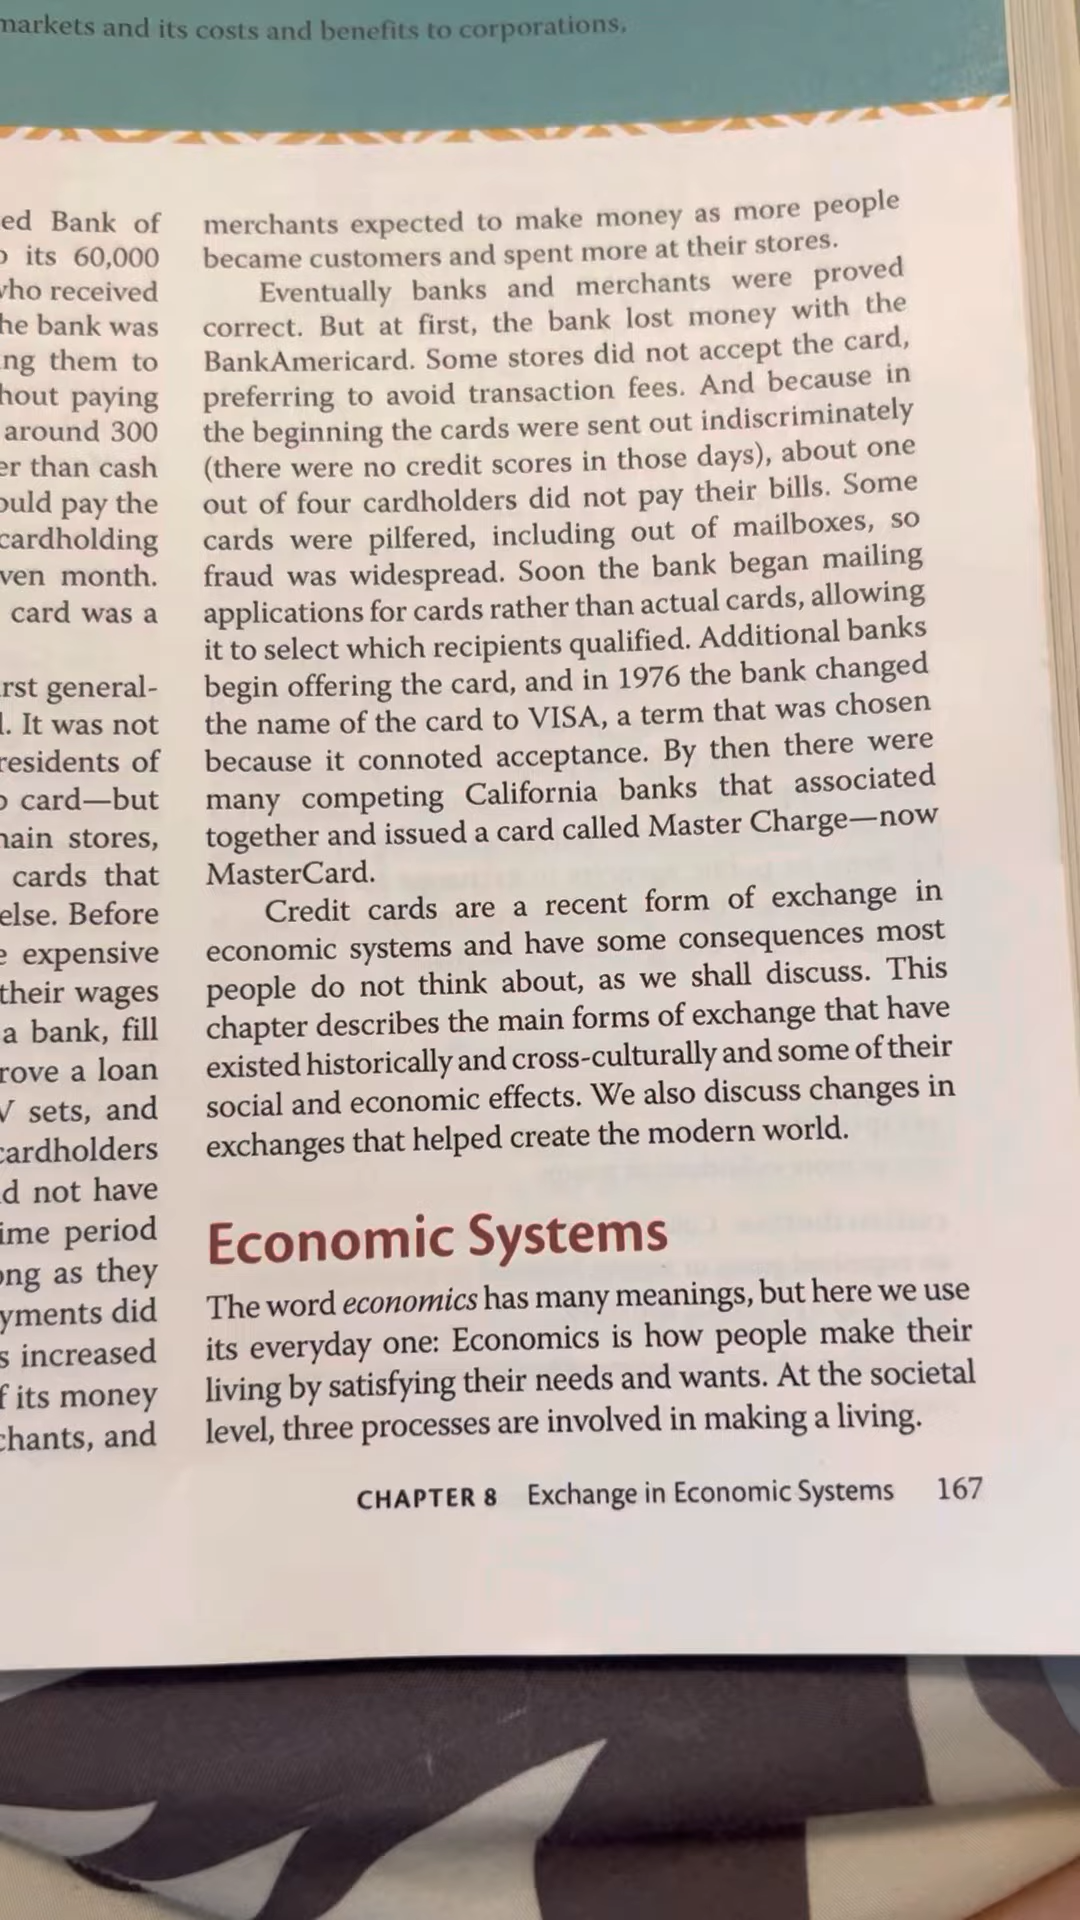 markets and its costs and benefits to corporations.
Bank of
its 60,000
who received
the bank was
them to
paying
around 300
than cash
pay the
cardholding
month.
card was a
general-
It was not
residents of
card—but
stores,
cards that
else. Before
expensive
their wages
a bank, fill
a loan
sets, and
cardholders
not have
period
as they
did
increased
its money
and
merchants expected to make money as more people
became customers and spent more at their stores.
Eventually banks and merchants were proved
correct. But at first, the bank lost money with the
BankAmericard. Some stores did not accept the card,
preferring to avoid transaction fees. And because in
the beginning the cards were sent out indiscriminately
(there were no credit scores in those days), about one
out of four cardholders did not pay their bills. Some
cards were pilfered, including out of mailboxes, so
fraud was widespread. Soon the bank began mailing
applications for cards rather than actual cards, allowing
it to select which recipients qualified. Additional banks
begin offering the card, and in 1976 the bank changed
the name of the card to VISA, a term that was chosen
because it connoted acceptance. By then there were
many competing California banks that associated
together and issued a card called Master Charge—now
MasterCard.
Credit cards are a recent form of exchange in
economic systems and have some consequences most
people do not think about, as we shall discuss. This
chapter describes the main forms of exchange that have
existed historically and cross-culturally and some of their
social and economic effects. We also discuss changes in
exchanges that helped create the modern world.
Economic Systems
The word economics has many meanings, but here we use
its everyday one: Economics is how people make their
living by satisfying their needs and wants. At the societal
level, three processes are involved in making a living.
CHAPTER 8 Exchange in Economic Systems 167